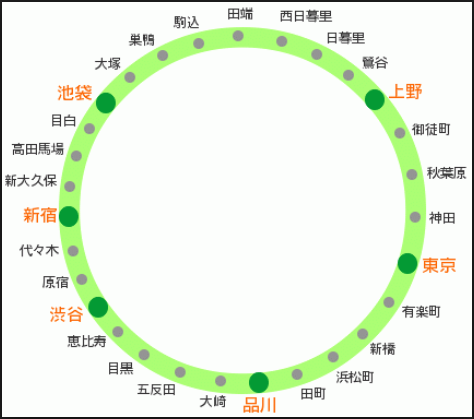 田端
西日暮里
日暮里
鶯谷
上野
御徒町
秋葉原
神田
東京
有楽町
新橋
浜松町
田町
品川
大崎
五反田
目黒
恵比寿
渋谷
原宿
代々木
新宿
新大久保
高田馬場
目白
池袋
大塚
巣鴨
駒込